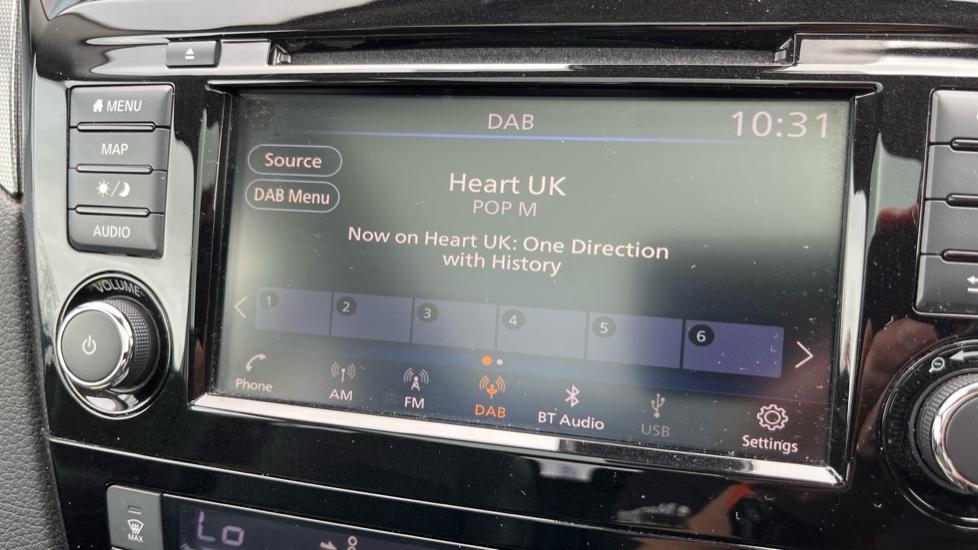 MENU
MAP
AUDIO
VOLUME
DAB
10:31
Source
DAB Menu
Heart UK
POP M
Now on Heart UK: One Direction
with History
1 2 3 4 5 6
Phone
AM
FM
DAB
BT Audio
USB
Settings
MAX
Lo